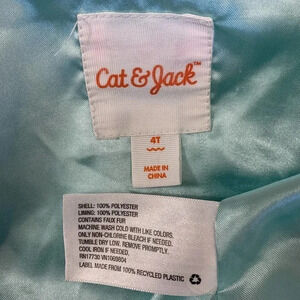 Cat & Jack™
4T
MADE IN
CHINA
SHELL: 100% POLYESTER
LINING: 100% POLYESTER
CONTAINS FAUX FUR
MACHINE WASH COLD WITH LIKE COLORS.
ONLY NON-CHLORINE BLEACH IF NEEDED.
TUMBLE DRY LOW. REMOVE PROMPTLY.
COOL IRON IF NEEDED.
RN17730 VN1069804
LABEL MADE FROM 100% RECYCLED PLASTIC